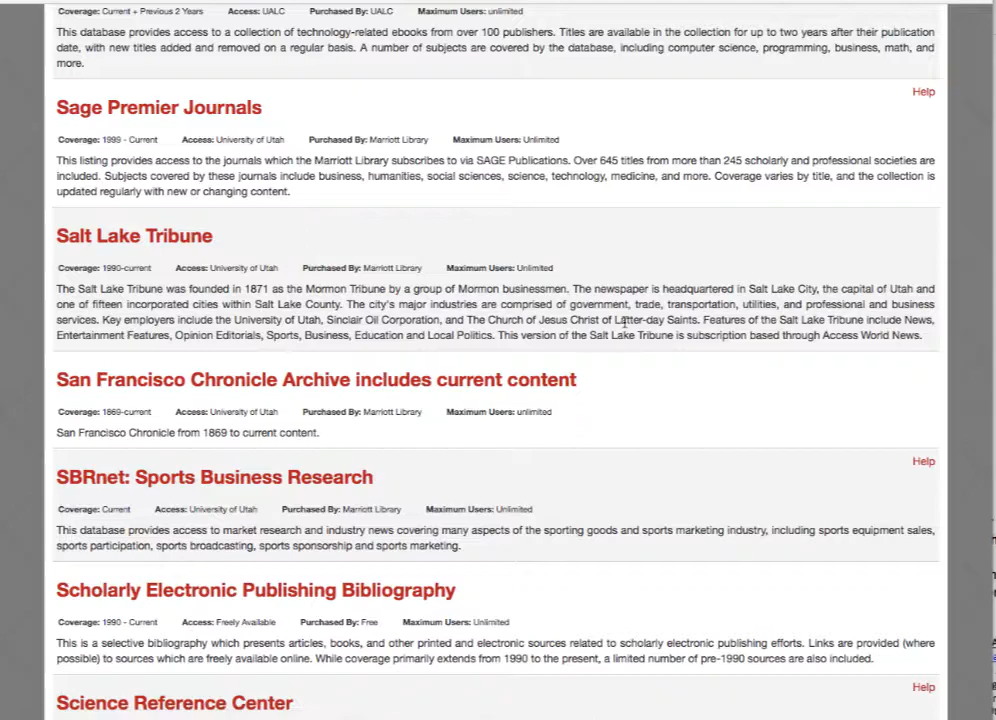 Coverage: Current + Previous 2 Years Access: UALC Purchased By: UALC Maximum Users: unlimited
This database provides access to a collection of technology-related ebooks from over 100 publishers. Titles are available in the collection for up to two years after their publication
date, with new titles added and removed on a regular basis. A number of subjects are covered by the database, including computer science, programming, business, math, and
more.
Help
Sage Premier Journals
Coverage: 1999 - Current Access: University of Utah Purchased By: Marriott Library Maximum Users: Unlimited
This listing provides access to the journals which the Marriott Library subscribes to via SAGE Publications. Over 645 titles from more than 245 scholarly and professional societies are
included. Subjects covered by these journals include business, humanities, social sciences, science, technology, medicine, and more. Coverage varies by title, and the collection is
updated regularly with new or changing content.
Salt Lake Tribune
Coverage: 1990-current Access: University of Utah Purchased By: Marriott Library Maximum Users: Unlimited
The Salt Lake Tribune was founded in 1871 as the Mormon Tribune by a group of Mormon businessmen. The newspaper is headquartered in Salt Lake City, the capital of Utah and
one of fifteen incorporated cities within Salt Lake County. The city's major industries are comprised of government, trade, transportation, utilities, and professional and business
services. Key employers include the University of Utah, Sinclair Oil Corporation, and The Church of Jesus Christ of Latter-day Saints. Features of the Salt Lake Tribune include News,
Entertainment Features, Opinion Editorials, Sports, Business, Education and Local Politics. This version of the Salt Lake Tribune is subscription based through Access World News.
San Francisco Chronicle Archive includes current content
Coverage: 1869-current Access: University of Utah Purchased By: Marriott Library Maximum Users: unlimited
San Francisco Chronicle from 1869 to current content.
Help
SBRnet: Sports Business Research
Coverage: Current Access: University of Utah Purchased By: Marriott Library Maximum Users: Unlimited
This database provides access to market research and industry news covering many aspects of the sporting goods and sports marketing industry, including sports equipment sales,
sports participation, sports broadcasting, sports sponsorship and sports marketing.
Scholarly Electronic Publishing Bibliography
Coverage: 1990 - Current Access: Freely Available Purchased By: Free Maximum Users: Unlimited
This is a selective bibliography which presents articles, books, and other printed and electronic sources related to scholarly electronic publishing efforts. Links are provided (where
possible) to sources which are freely available online. While coverage primarily extends from 1990 to the present, a limited number of pre-1990 sources are also included.
Help
Science Reference Center